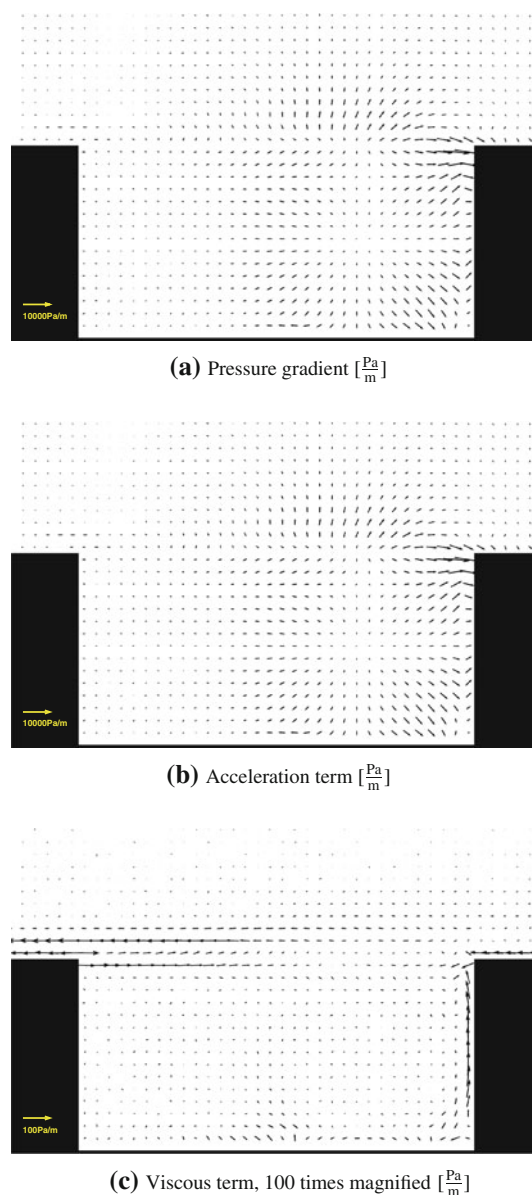 10000Pa/m
(a) Pressure gradient [Pa/m]
10000Pa/m
(b) Acceleration term [Pa/m]
100Pa/m
(c) Viscous term, 100 times magnified [Pa/m]